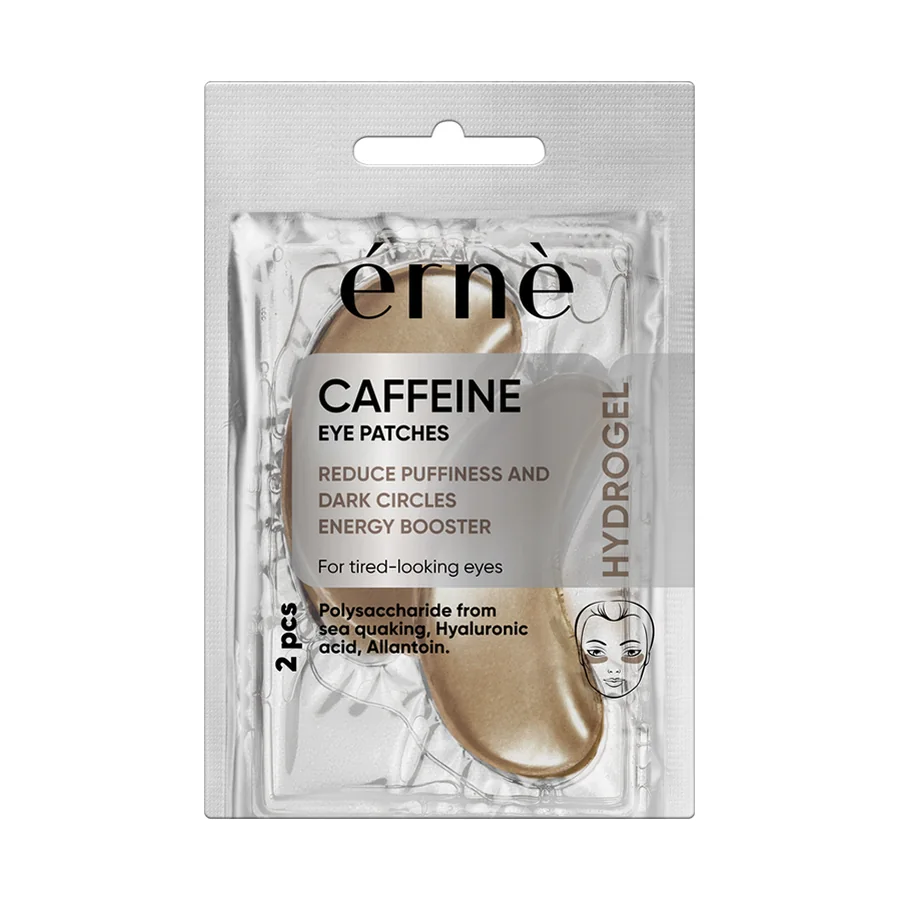 érnè
CAFFEINE
EYE PATCHES
REDUCE PUFFINESS AND
DARK CIRCLES
ENERGY BOOSTER
For tired-looking eyes
HYDROGEL
2 pcs
Polysaccharide from
sea quaking, Hyaluronic
acid, Allantoin.